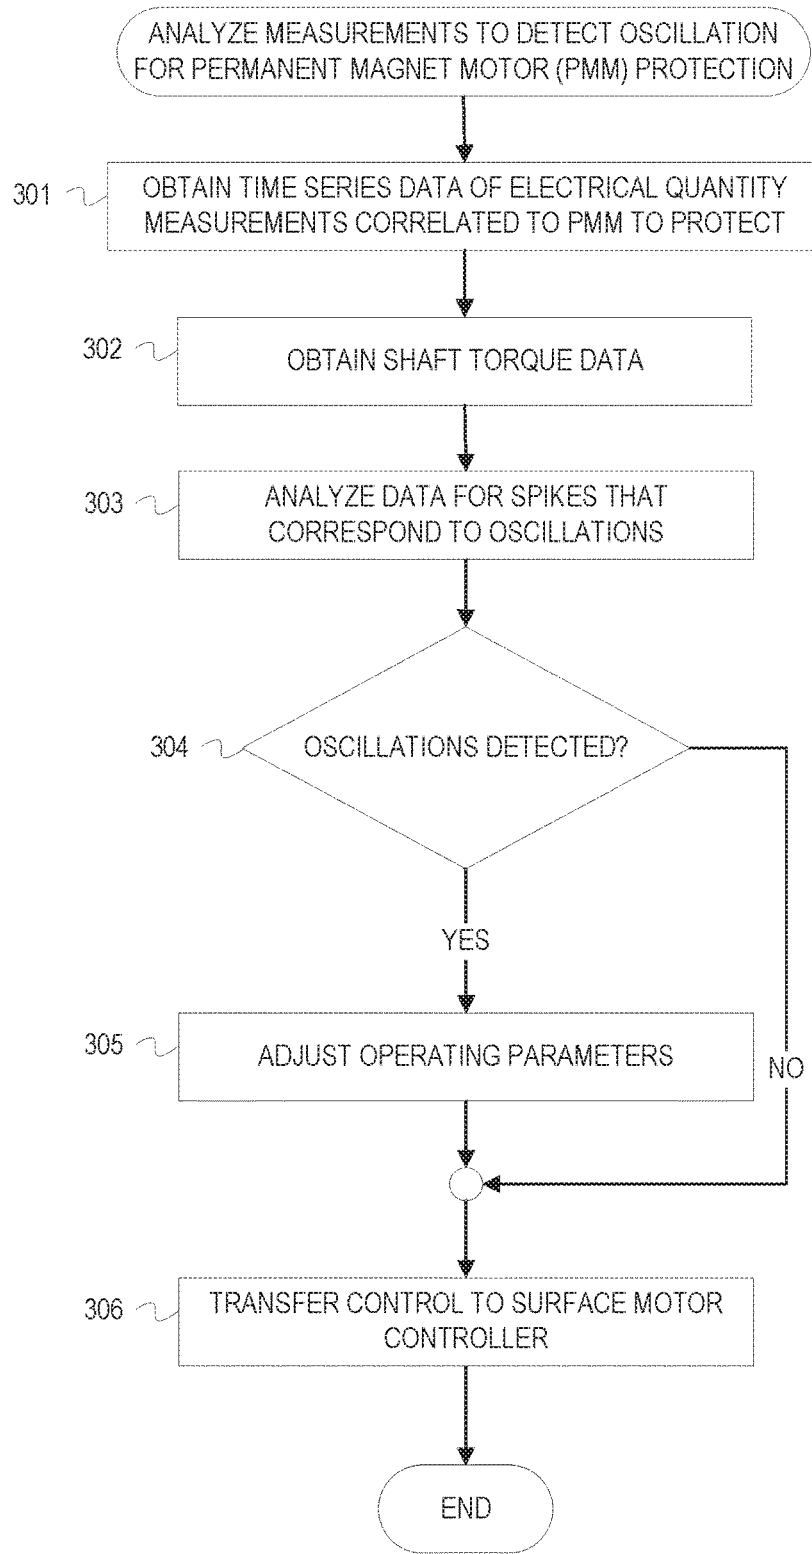 ANALYZE MEASUREMENTS TO DETECT OSCILLATION
FOR PERMANENT MAGNET MOTOR (PMM) PROTECTION
301
OBTAIN TIME SERIES DATA OF ELECTRICAL QUANTITY
MEASUREMENTS CORRELATED TO PMM TO PROTECT
302
OBTAIN SHAFT TORQUE DATA
303
ANALYZE DATA FOR SPIKES THAT
CORRESPOND TO OSCILLATIONS
304
OSCILLATIONS DETECTED?
YES
305
ADJUST OPERATING PARAMETERS
NO
306
TRANSFER CONTROL TO SURFACE MOTOR
CONTROLLER
END